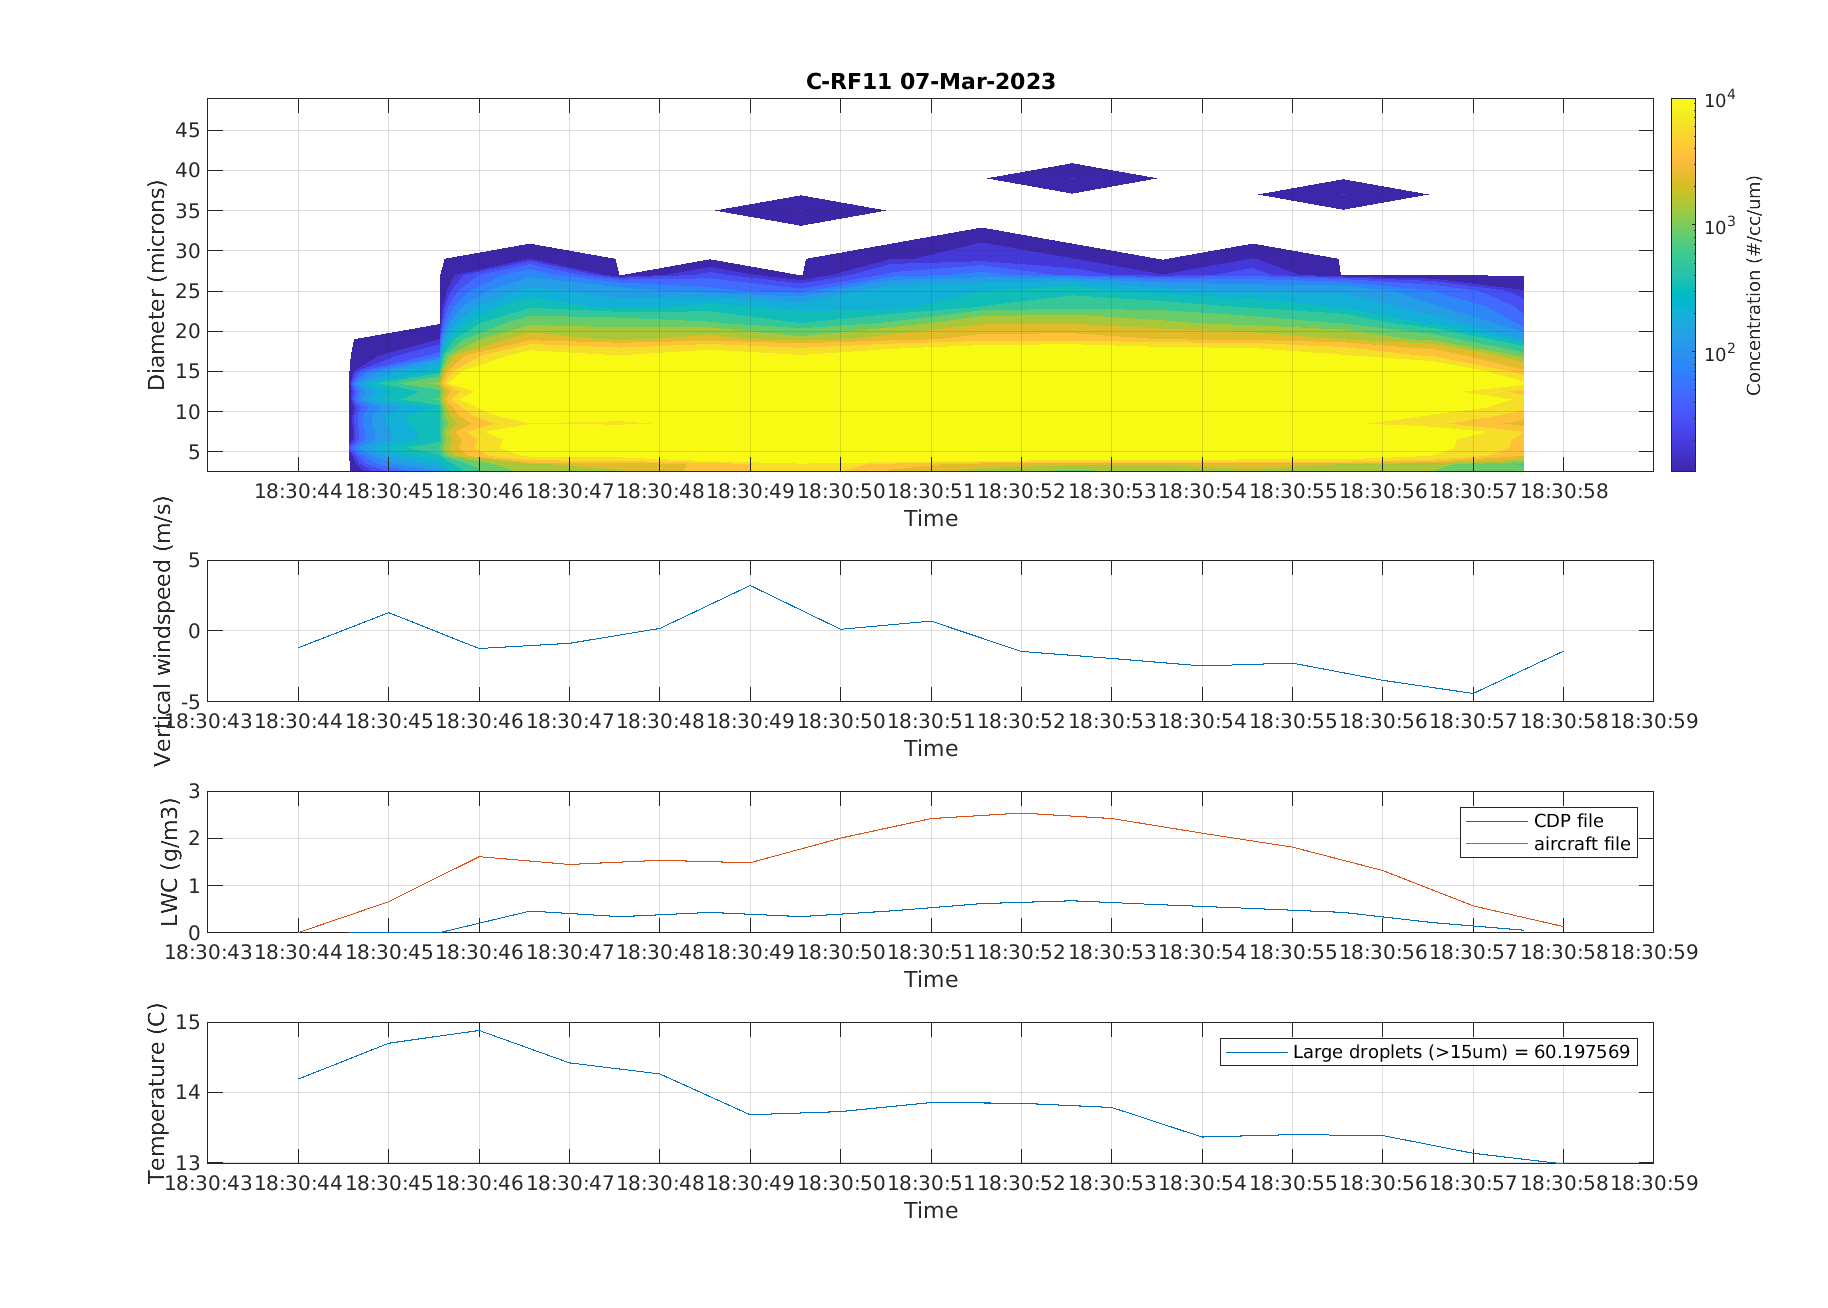 C-RF11 07-Mar-2023
Diameter (microns)
45
40
35
30
25
20
15
10
5
18:30:44 18:30:45 18:30:46 18:30:47 18:30:48 18:30:49 18:30:50 18:30:51 18:30:52 18:30:53 18:30:54 18:30:55 18:30:56 18:30:57 18:30:58
Time
10^4
10^3
10^2
Concentration (#/cc/um)
Vertical windspeed (m/s)
5
0
-5
18:30:43 18:30:44 18:30:45 18:30:46 18:30:47 18:30:48 18:30:49 18:30:50 18:30:51 18:30:52 18:30:53 18:30:54 18:30:55 18:30:56 18:30:57 18:30:58 18:30:59
Time
LWC (g/m3)
3
2
1
0
CDP file
aircraft file
18:30:43 18:30:44 18:30:45 18:30:46 18:30:47 18:30:48 18:30:49 18:30:50 18:30:51 18:30:52 18:30:53 18:30:54 18:30:55 18:30:56 18:30:57 18:30:58 18:30:59
Time
Temperature (C)
15
14
13
Large droplets (>15um) = 60.197569
18:30:43 18:30:44 18:30:45 18:30:46 18:30:47 18:30:48 18:30:49 18:30:50 18:30:51 18:30:52 18:30:53 18:30:54 18:30:55 18:30:56 18:30:57 18:30:58 18:30:59
Time